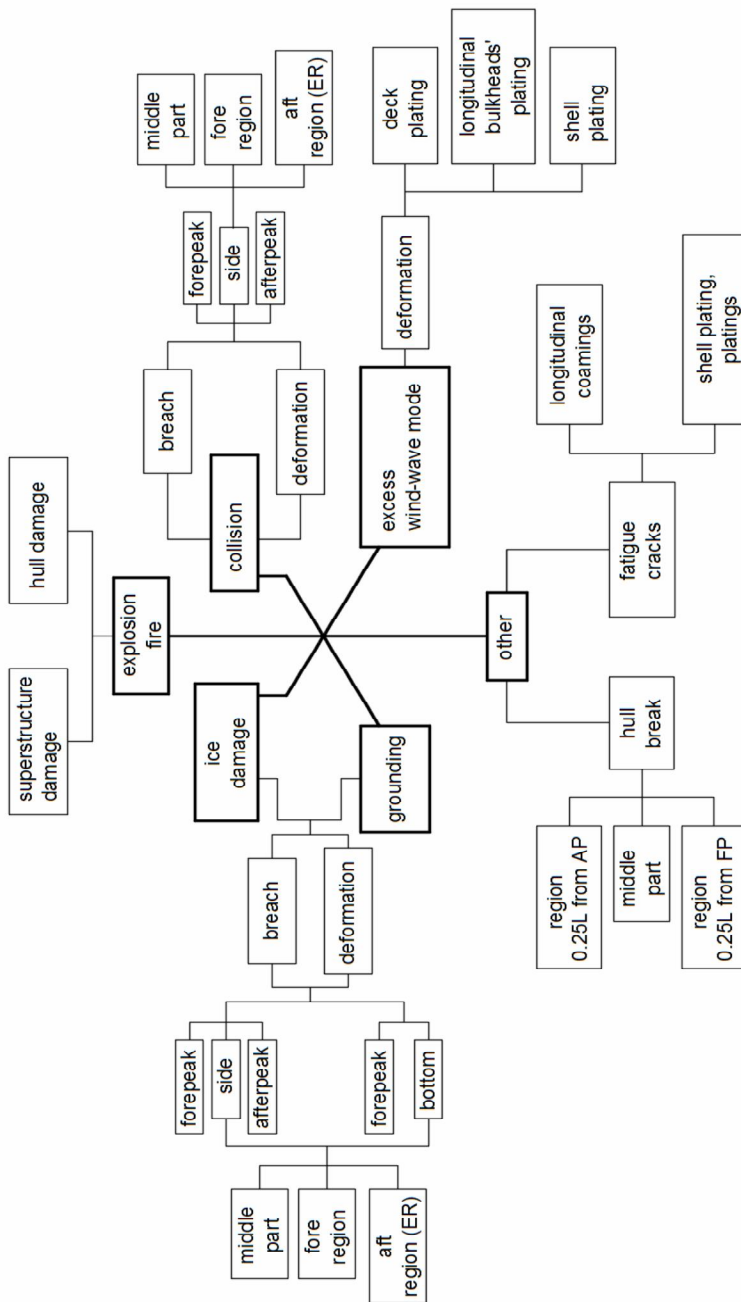 superstructure
damage
hull damage
explosion
fire
ice
damage
collision
breach
deformation
forepeak
side
afterpeak
middle
part
fore
region
aft
region (ER)
grounding
breach
deformation
forepeak
side
afterpeak
forepeak
bottom
middle
part
fore
region
aft
region (ER)
excess
wind-wave mode
deformation
deck
plating
longitudinal
bulkheads'
plating
shell
plating
other
hull
break
region
0.25L from AP
middle
part
region
0.25L from FP
fatigue
cracks
longitudinal
coamings
shell plating,
platings